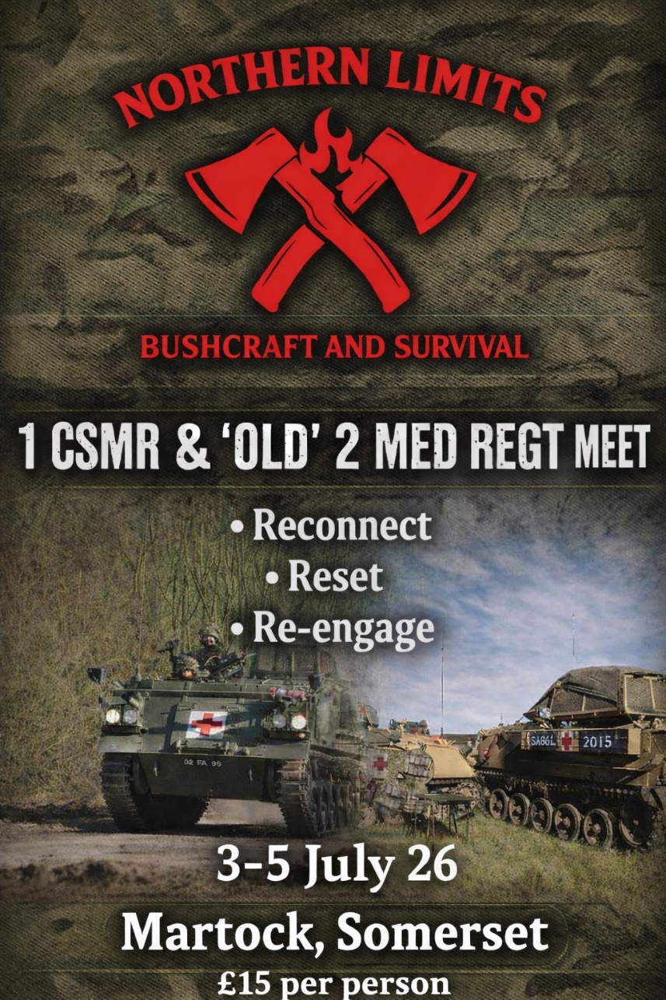 NORTHERN LIMITS
BUSHCRAFT AND SURVIVAL
1 CSMR & ‘OLD’ 2 MED REGT MEET
• Reconnect
• Reset
• Re-engage
02 FA 99
SA66L 2015
3-5 July 26
Martock, Somerset
£15 per person